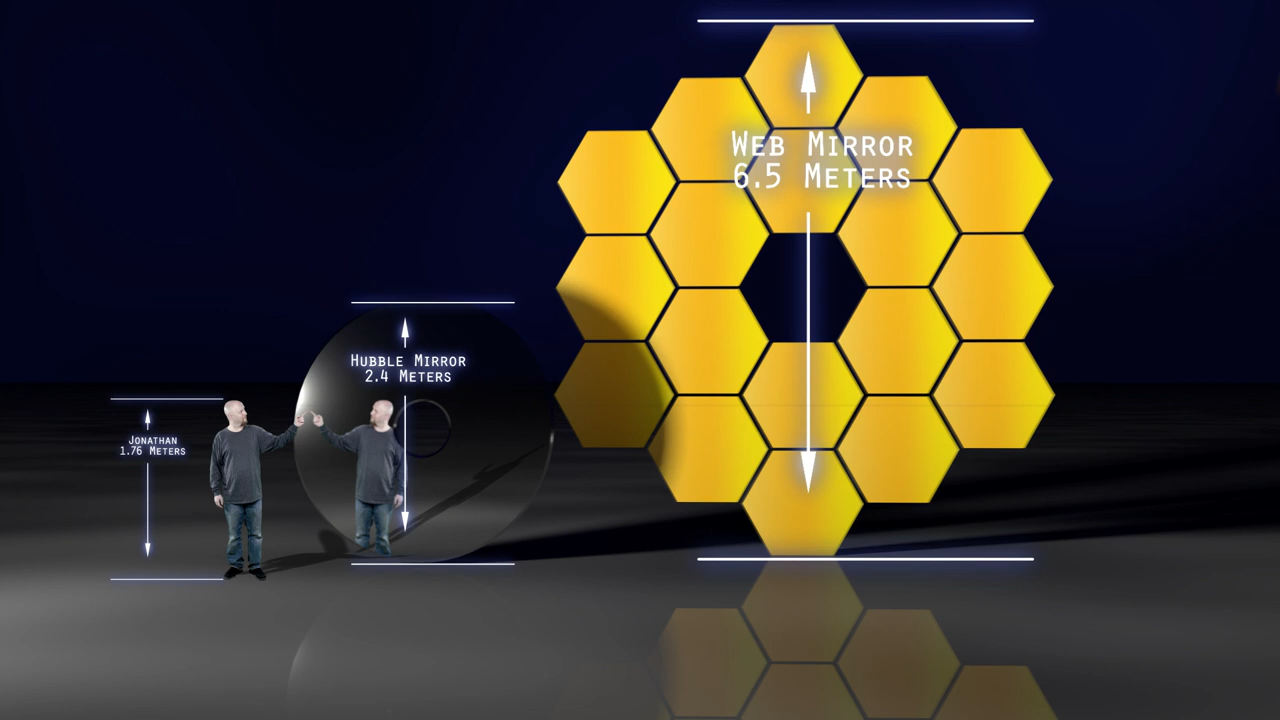 Jonathan
1.76 Meters
Hubble Mirror
2.4 Meters
Web Mirror
6.5 Meters